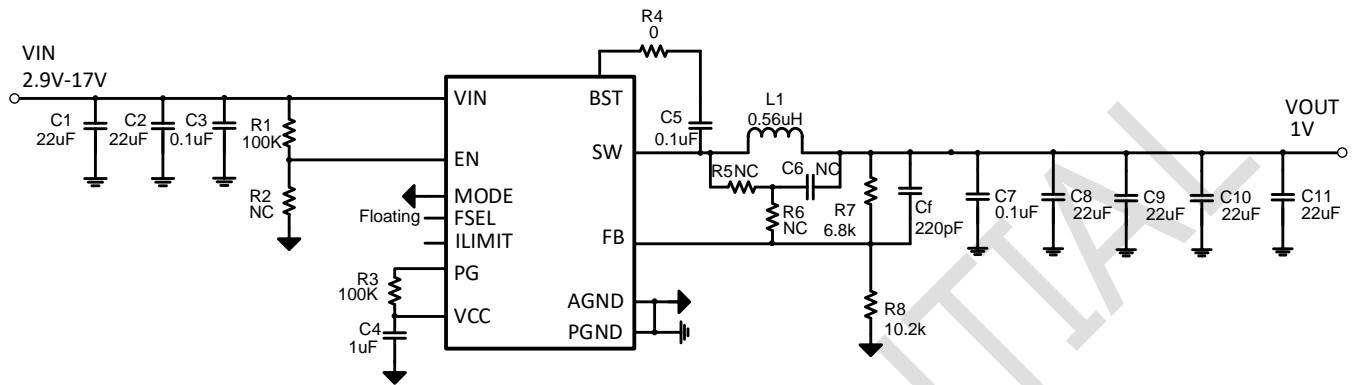 R4
0
VIN
2.9V-17V
VIN
BST
C1
22uF
C2
22uF
C3
0.1uF
R1
100K
C5
0.1uF
L1
0.56uH
VOUT
1V
EN
SW
R5NC
C6
NC
R2
NC
MODE
Floating
FSEL
ILIMIT
R6
NC
R7
6.8k
Cf
220pF
C7
0.1uF
C8
22uF
C9
22uF
C10
22uF
C11
22uF
FB
PG
R3
100K
VCC
C4
1uF
AGND
PGND
R8
10.2k
TIAL